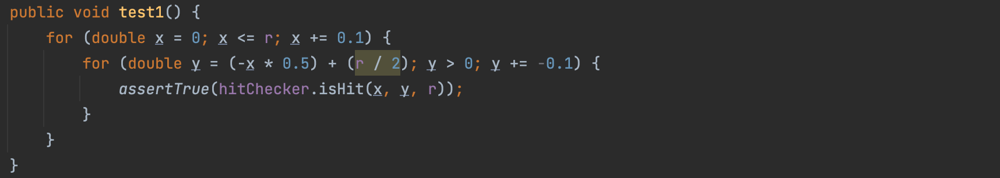 public void test1() {
    for (double x = 0; x <= r; x += 0.1) {
        for (double y = (-x * 0.5) + (r / 2); y > 0; y += -0.1) {
            assertTrue(hitChecker.isHit(x, y, r));
        }
    }
}